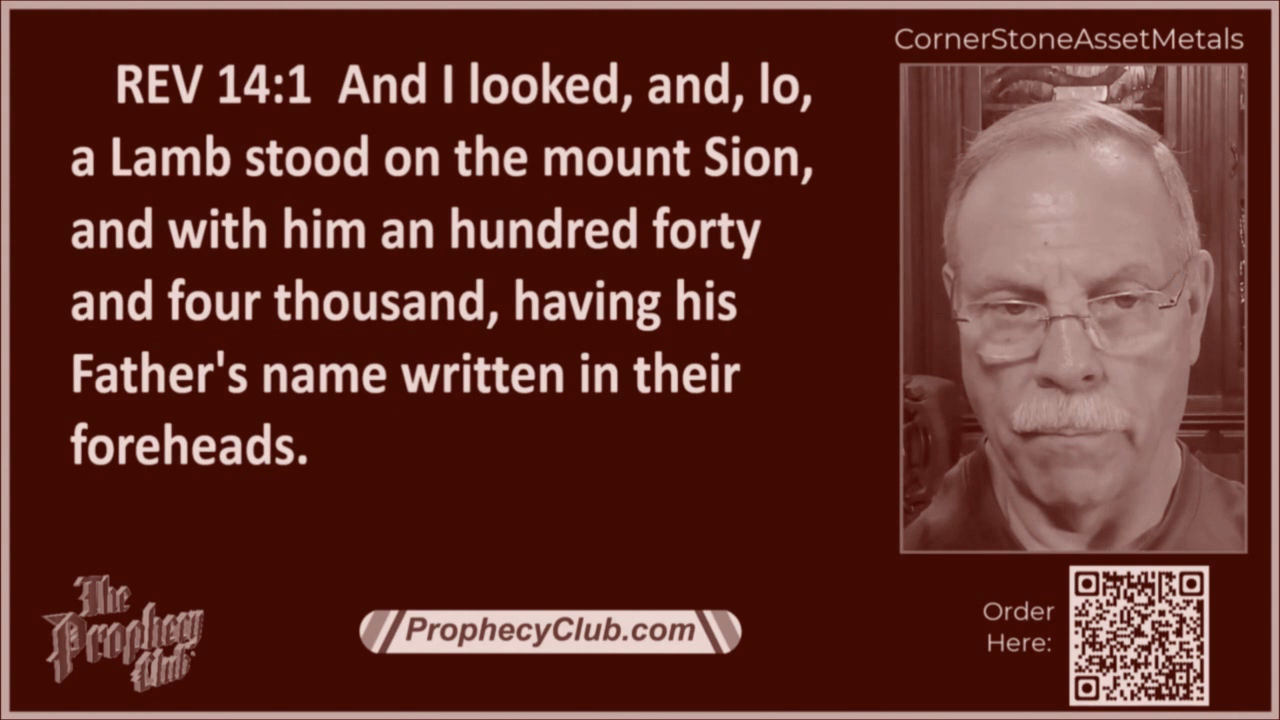 CornerStoneAssetMetals
REV 14:1 And I looked, and, lo,
a Lamb stood on the mount Sion,
and with him an hundred forty
and four thousand, having his
Father's name written in their
foreheads.
The
Prophecy
Club
ProphecyClub.com
Order
Here: